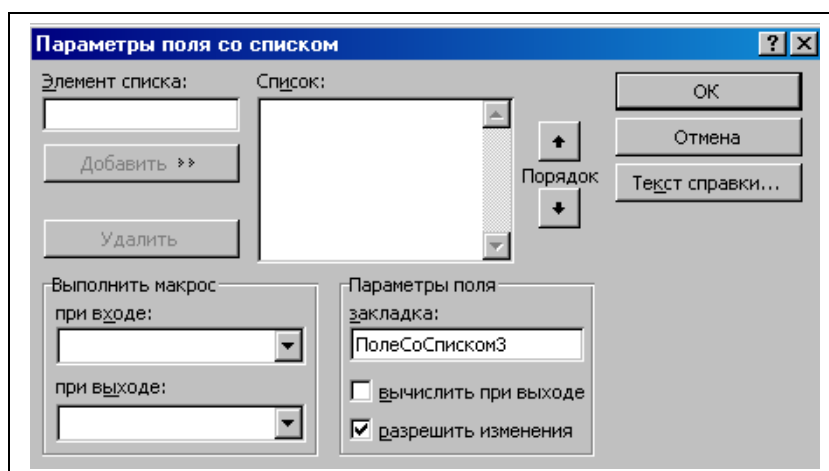 Параметры поля со списком
Элемент списка:
Список:
Добавить
Удалить
Порядок
ОК
Отмена
Текст справки...
Выполнить макрос
при входе:
при выходе:
Параметры поля
закладка:
ПолеСоСписком3
вычислить при выходе
разрешить изменения